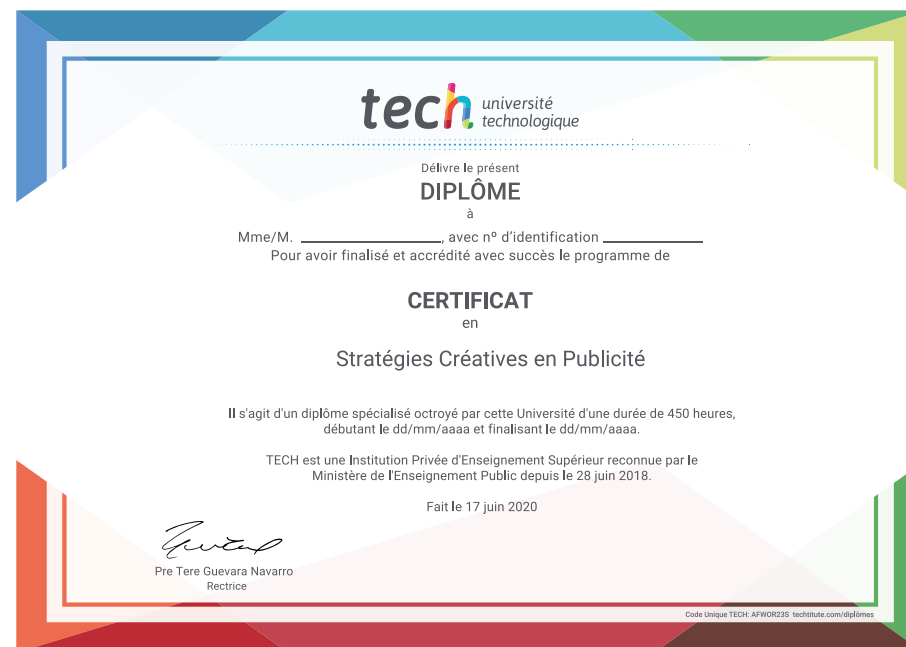 tech université
technologique
Délivre le présent
DIPLÔME
à
Mme/M. ____________________, avec nº d'identification ______________
Pour avoir finalisé et accrédité avec succès le programme de
CERTIFICAT
en
Stratégies Créatives en Publicité
Il s'agit d'un diplôme spécialisé octroyé par cette Université d'une durée de 450 heures,
débutant le dd/mm/aaaa et finalisant le dd/mm/aaaa.
TECH est une Institution Privée d'Enseignement Supérieur reconnue par le
Ministère de l'Enseignement Public depuis le 28 juin 2018.
Fait le 17 juin 2020
Pre Tere Guevara Navarro
Rectrice
Code Unique TECH: AFWOR23S techtitute.com/diplômes